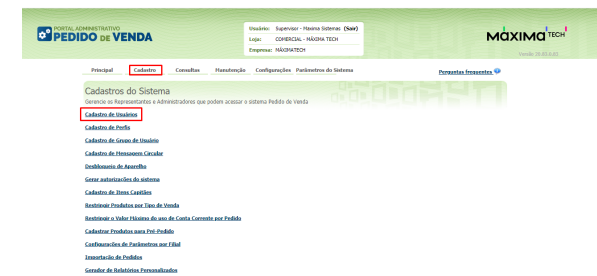 PORTAL ADMINISTRATIVO
PEDIDO DE VENDA
Usuário: Supervisor - Maxima Sistemas (Sair)
Loja: COMERCIAL - MÁXIMA TECH
Empresa: MÁXIMATECH
MÁXIMA TECH
Principal Cadastro Consultas Manutenção Configurações Parâmetros do Sistema
Perguntas frequentes
Cadastros do Sistema
Gerencie os Representantes e Administradores que podem acessar o sistema Pedido de Venda
Cadastro de Usuários
Cadastro de Perfis
Cadastro de Grupo de Usuário
Cadastro de Mensagem Circular
Desbloqueio de Aparelho
Gerar autorizações do sistema
Cadastro de Itens Capitães
Restringir Produtos por Tipo de Venda
Restringir o Valor Máximo do uso de Conta Corrente por Pedido
Cadastrar Produtos para Pré-Pedido
Configurações de Parâmetros por Filial
Importação de Pedidos
Gerador de Relatórios Personalizados